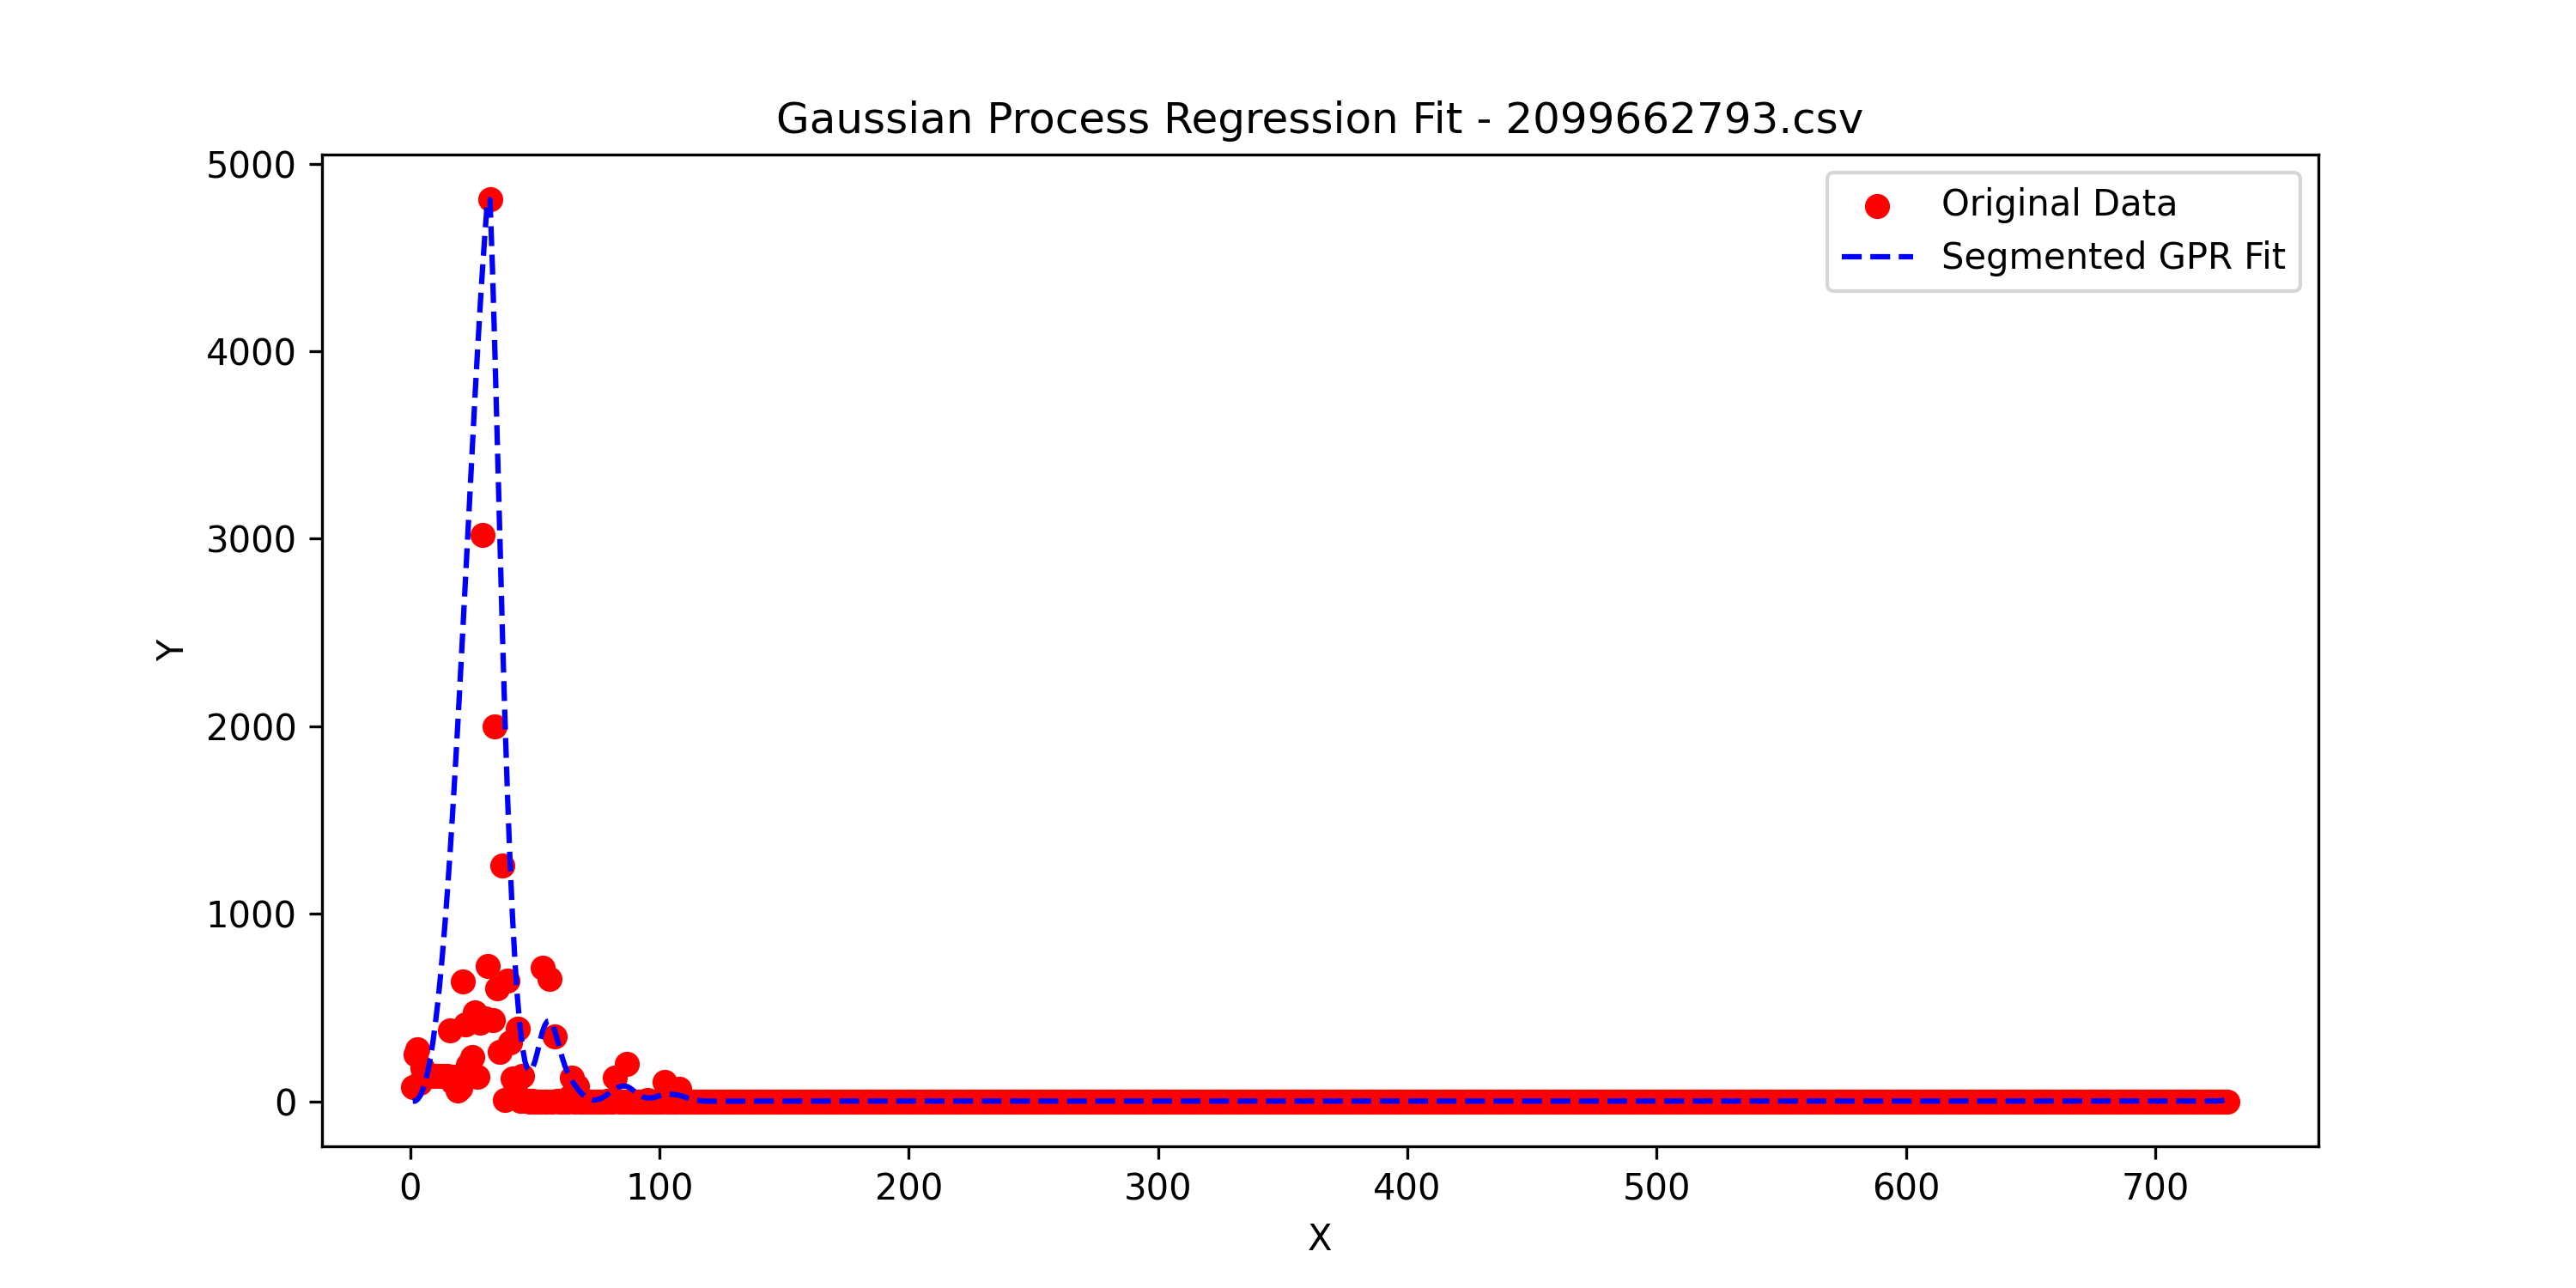 Gaussian Process Regression Fit - 2099662793.csv
5000
4000
3000
2000
1000
0
Y
Original Data
Segmented GPR Fit
0 100 200 300 400 500 600 700
X